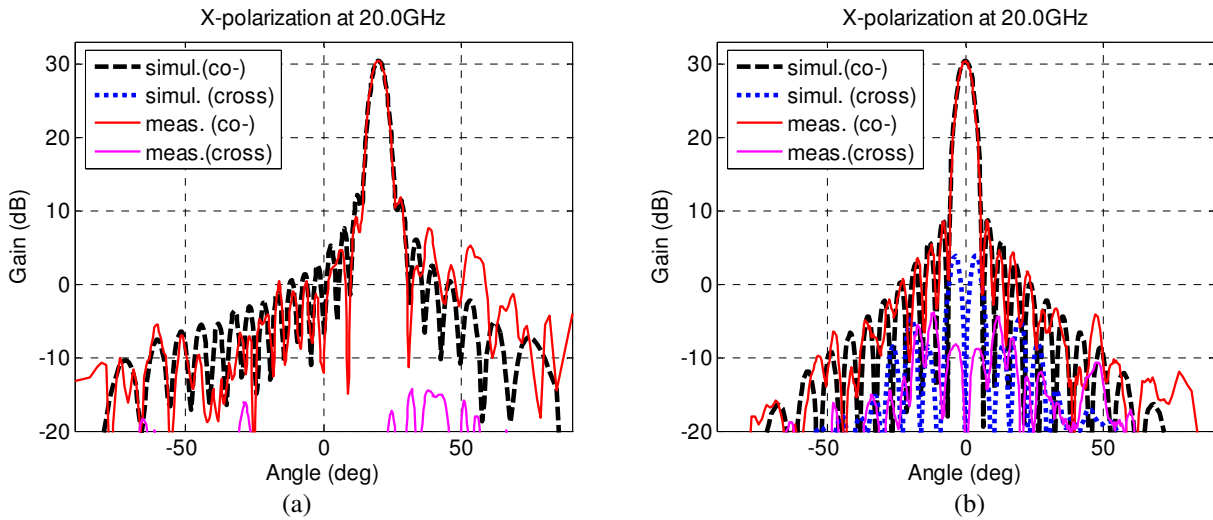 X-polarization at 20.0GHz
30
20
10
0
-10
-20
Gain (dB)
simul.(co-)
simul. (cross)
meas. (co-)
meas.(cross)
-50
0
50
Angle (deg)
(a)
X-polarization at 20.0GHz
30
20
10
0
-10
-20
Gain (dB)
simul.(co-)
simul. (cross)
meas. (co-)
meas.(cross)
-50
0
50
Angle (deg)
(b)